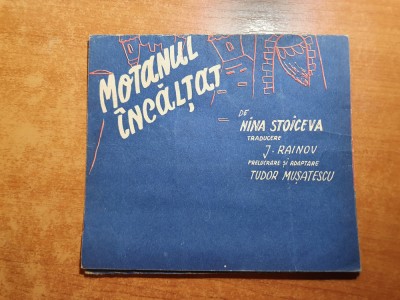 MOTANUL
ÎNCĂLȚAT
DE
NINA STOICEVA
TRADUCERE
J. RAINOV
PRELUCRARE ȘI ADAPTARE
TUDOR MUȘATESCU